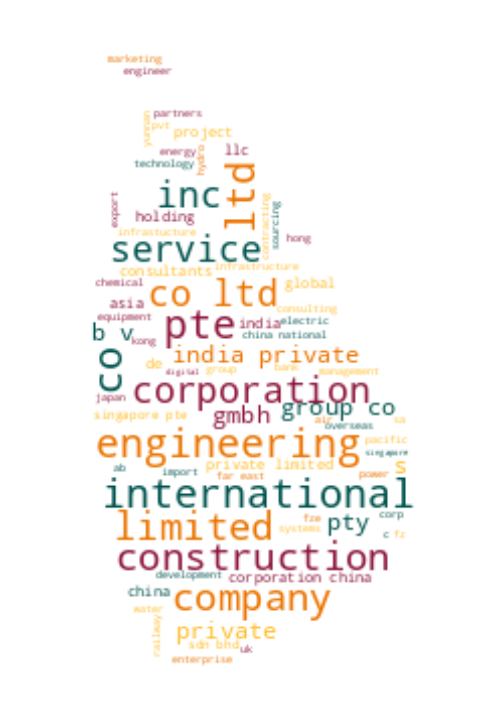 marketing
engineer
partners
yunnan
pvt
project
energy
hydro
llc
technology
ltd
inc
export
holding
contracting
sourcing
infrastucture
hong
service
consultants
infrastructure
chemical
co ltd
global
asia
consulting
equipment
pte
india
electric
b v
kong
china national
co
india private
de
digital
group
bank
management
japan
corporation
singapore pte
gmbh
group co
air
sa
overseas
engineering
pacific
singapore
ab
import
private limited
far east
power
s
international
limited
fze
systems
pty
corp
c
fz
construction
development
corporation china
china
company
water
railway
private
sdn bhd
uk
enterprise